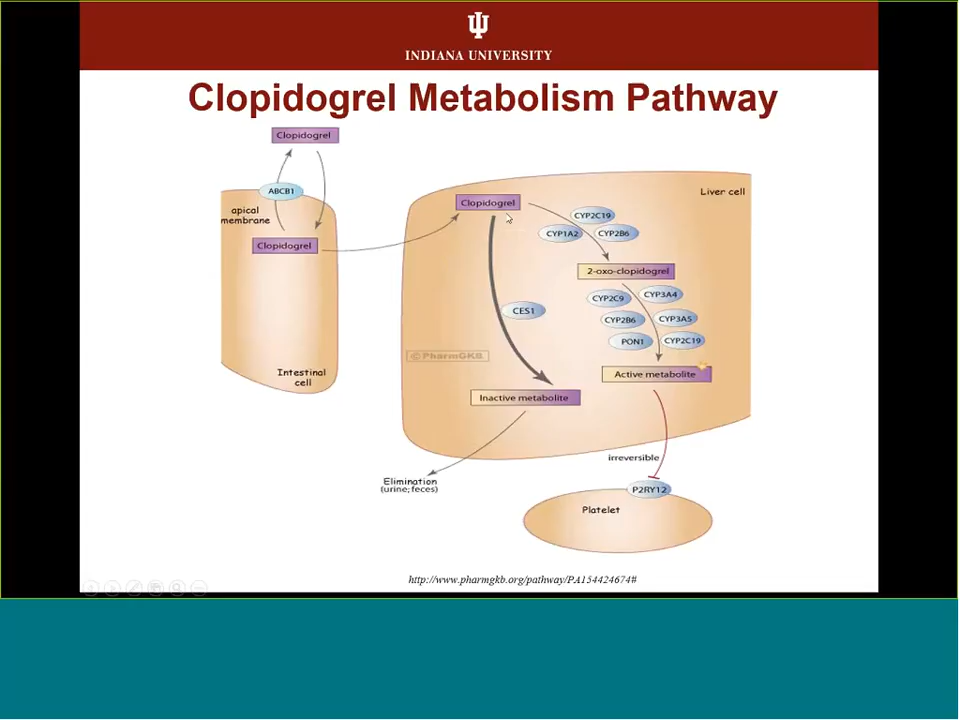 INDIANA UNIVERSITY
Clopidogrel Metabolism Pathway
Clopidogrel
ABCB1
apical
membrane
Clopidogrel
Intestinal
cell
Liver cell
Clopidogrel
CYP2C19
CYP1A2
CYP2B6
2-oxo-clopidogrel
CYP2C9
CYP3A4
CYP2B6
CYP3A5
PON1
CYP2C19
CES1
© PharmGKB
Active metabolite
Inactive metabolite
irreversible
Elimination
(urine; feces)
P2RY12
Platelet
http://www.pharmgkb.org/pathway/PA154424674#